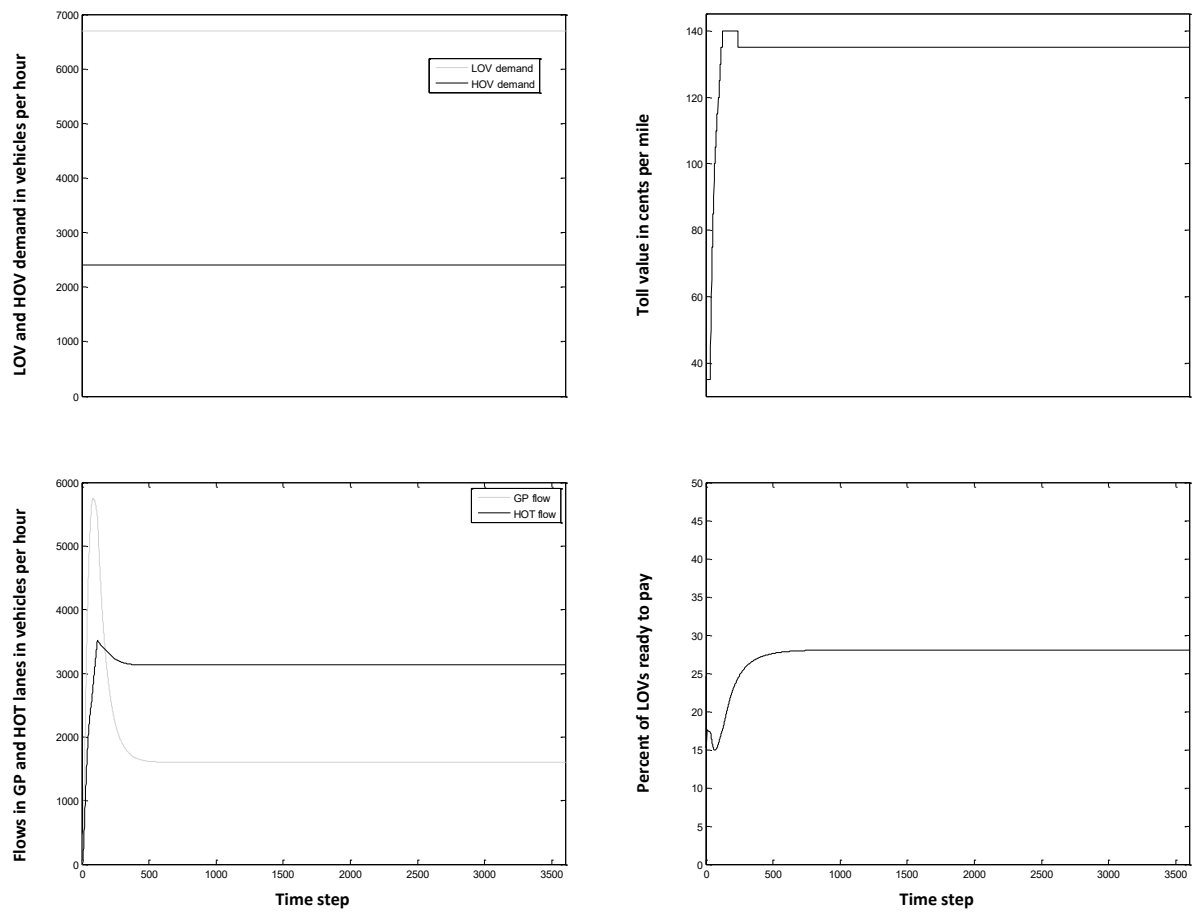 LOV and HOV demand in vehicles per hour
7000
6000
5000
4000
3000
2000
1000
0
LOV demand
HOV demand
Toll value in cents per mile
140
120
100
80
60
40
Flows in GP and HOT lanes in vehicles per hour
6000
5000
4000
3000
2000
1000
0
GP flow
HOT flow
0 500 1000 1500 2000 2500 3000 3500
Time step
Percent of LOVs ready to pay
50
45
40
35
30
25
20
15
10
5
0
0 500 1000 1500 2000 2500 3000 3500
Time step